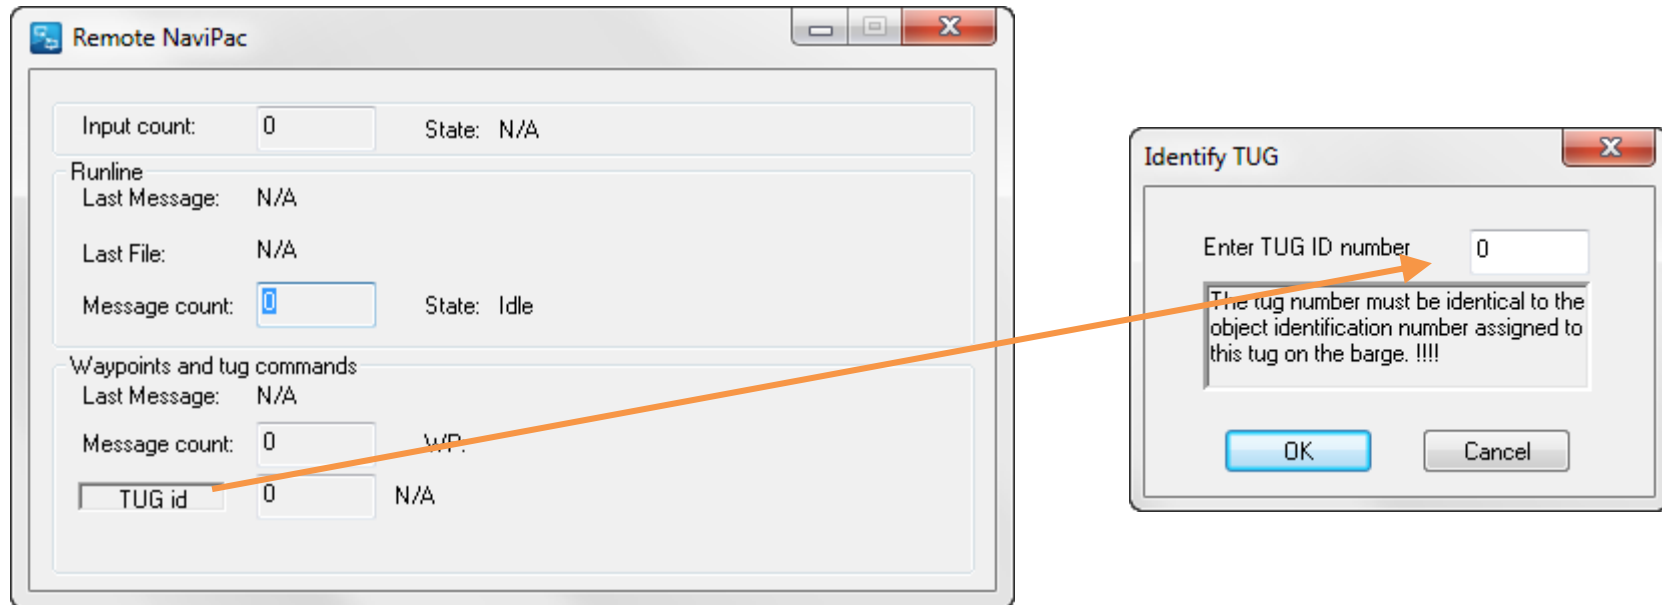 Remote NaviPac
Input count: 0 State: N/A
Runline
Last Message: N/A
Last File: N/A
Message count: 0 State: Idle
Waypoints and tug commands
Last Message: N/A
Message count: 0 WP:
TUG id 0 N/A
Identify TUG
Enter TUG ID number 0
The tug number must be identical to the
object identification number assigned to
this tug on the barge. !!!!
OK Cancel